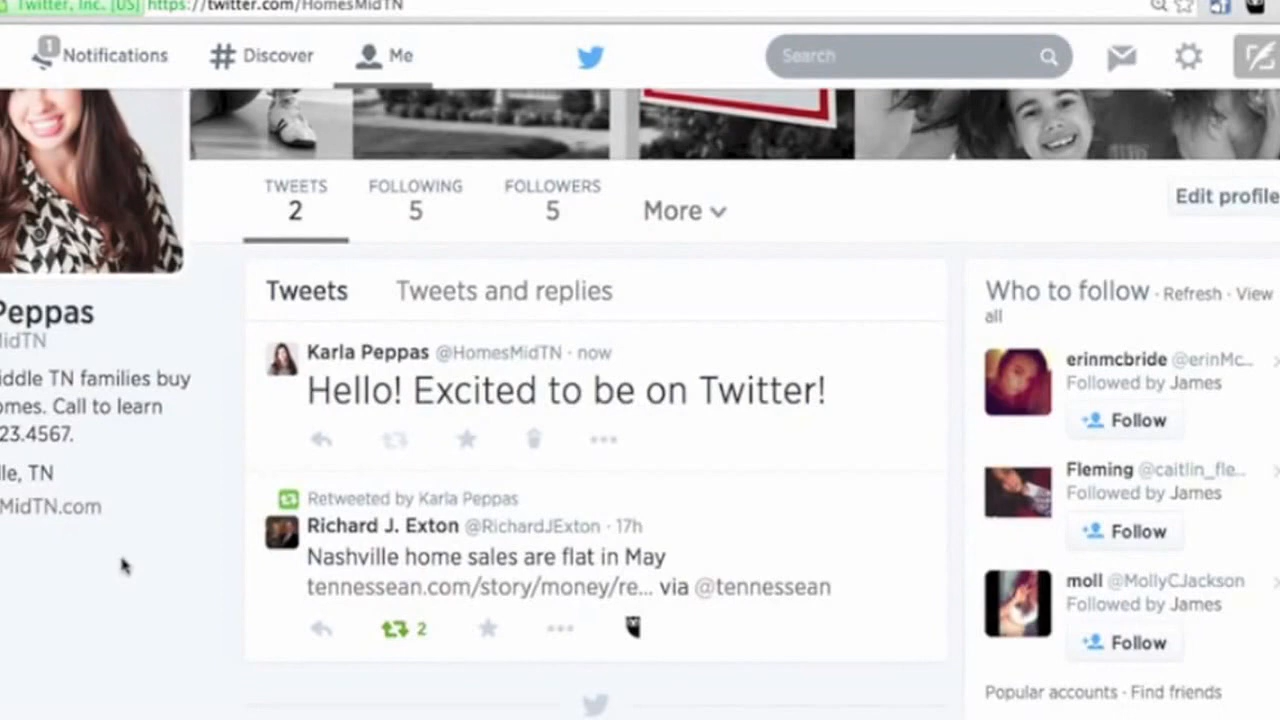 Twitter, Inc. [US] https://twitter.com/HomesMidTN
1
Notifications
Discover
Me
Search
TWEETS
2
FOLLOWING
5
FOLLOWERS
5
More
Edit profile
Peppas
MidTN
iddle TN families buy
omes. Call to learn
23.4567.
lle, TN
MidTN.com
Tweets
Tweets and replies
Karla Peppas @HomesMidTN · now
Hello! Excited to be on Twitter!
Retweeted by Karla Peppas
Richard J. Exton @RichardJExton · 17h
Nashville home sales are flat in May
tennessean.com/story/money/re... via @tennessean
2
Who to follow · Refresh · View
all
erinmcbride @erinMc...
Followed by James
Follow
Fleming @caitlin_fle...
Followed by James
Follow
moll @MollyCJackson
Followed by James
Follow
Popular accounts · Find friends